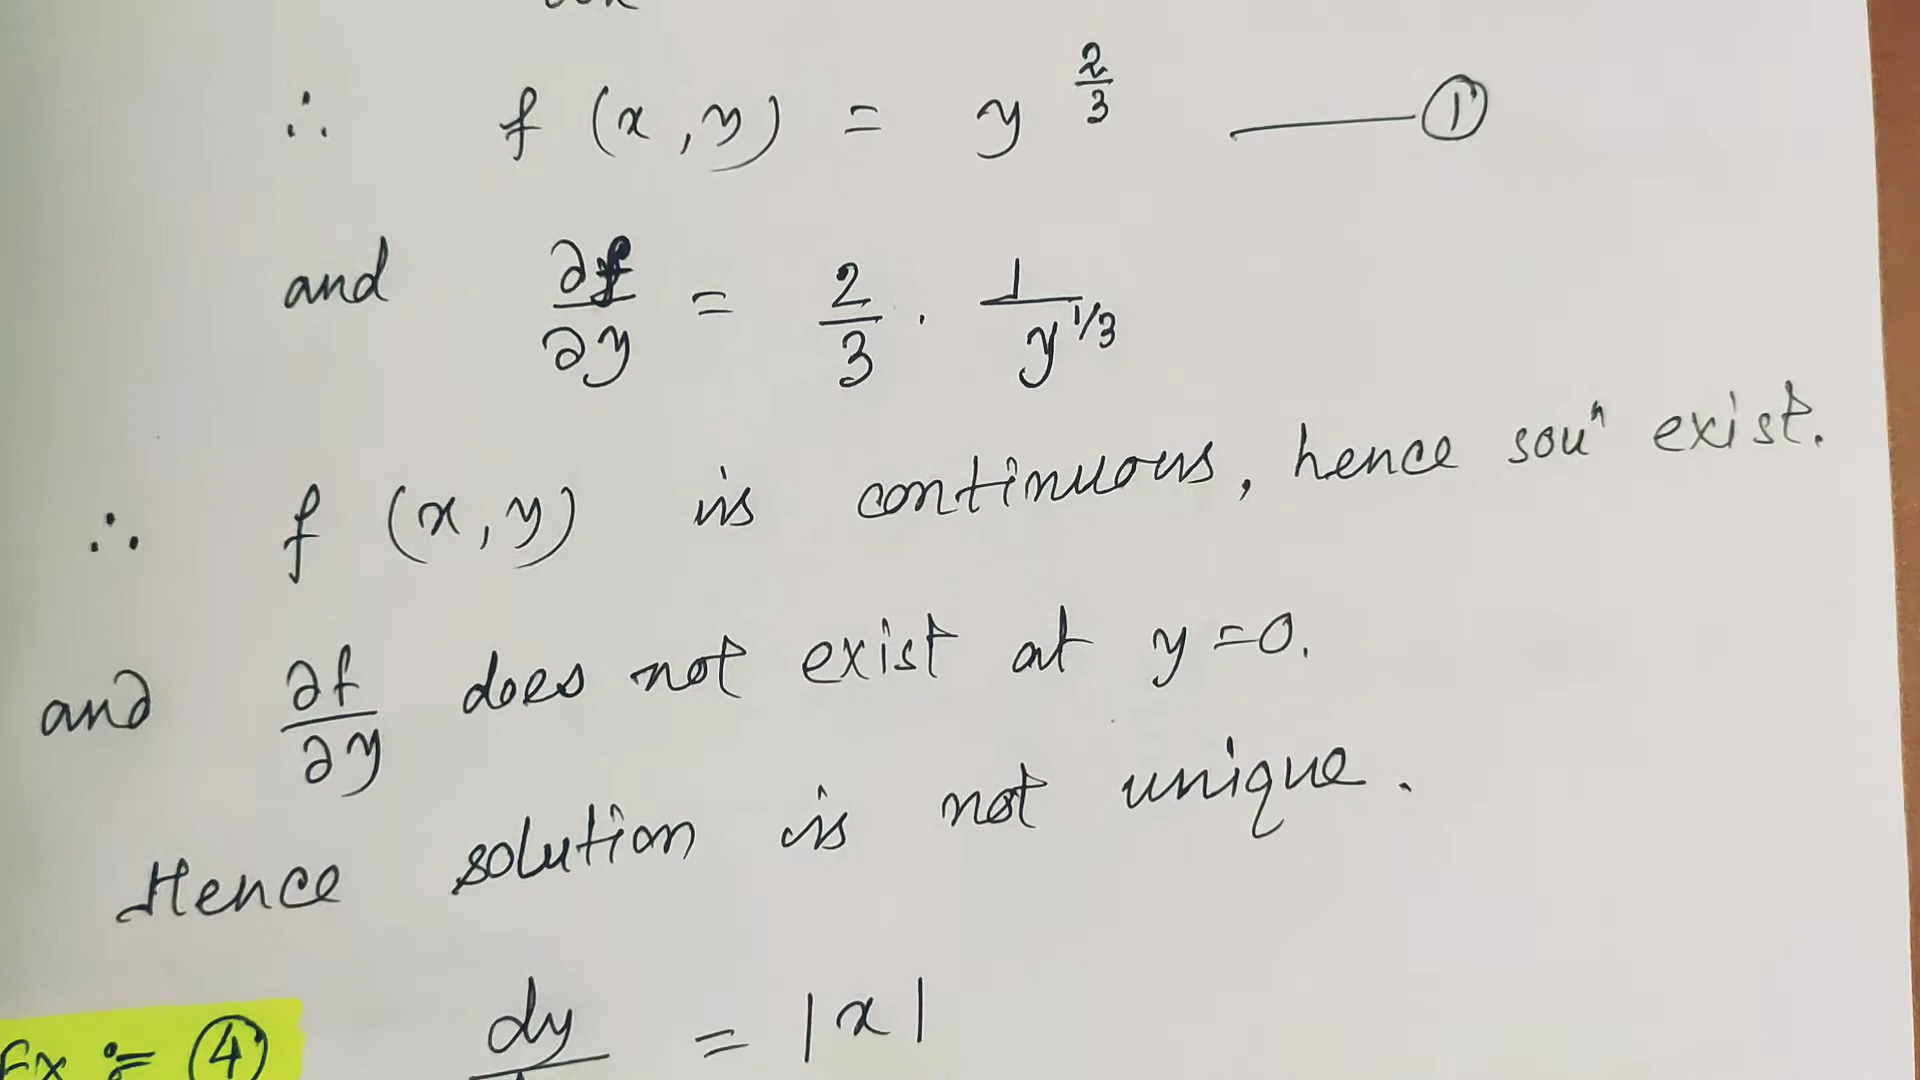 ∴ f (x, y) = y^{2/3} —— ①
and ∂f/∂y = 2/3 · 1/y^{1/3}
∴ f (x, y) is continuous, hence souⁿ exist.
and ∂f/∂y does not exist at y = 0.
Hence solution is not unique.
Ex := ④ dy = |x|